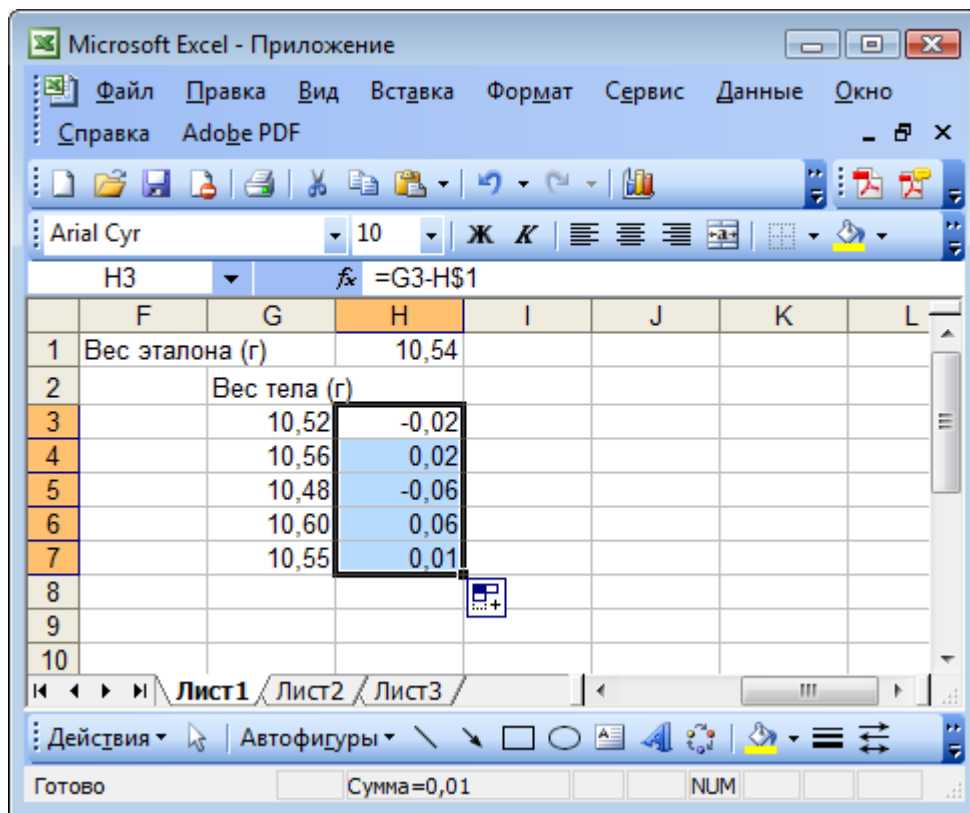 Microsoft Excel - Приложение
Файл Правка Вид Вставка Формат Сервис Данные Окно
Справка Adobe PDF
Arial Cyr 10 Ж К
H3 fx =G3-H$1
F G H I J K L
1 Вес эталона (г) 10,54
2 Вес тела (г)
3 10,52 -0,02
4 10,56 0,02
5 10,48 -0,06
6 10,60 0,06
7 10,55 0,01
8
9
10
Лист1 Лист2 Лист3
Действия Автофигуры
Готово Сумма=0,01 NUM